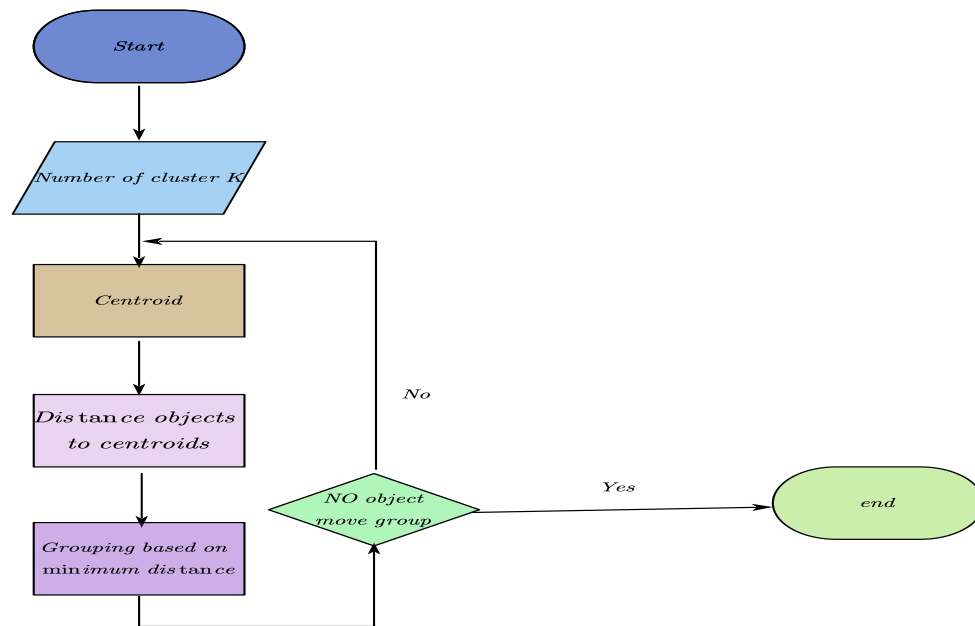 Start
Number of cluster K
Centroid
Distance objects
to centroids
Grouping based on
minimum distance
NO object
move group
No
Yes
end